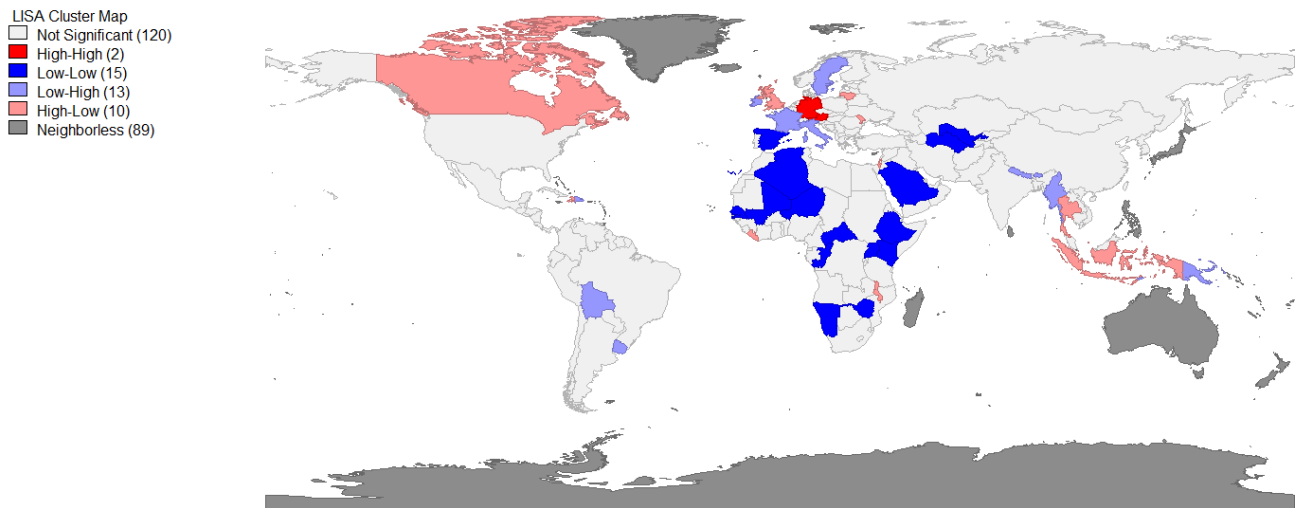 LISA Cluster Map
Not Significant (120)
High-High (2)
Low-Low (15)
Low-High (13)
High-Low (10)
Neighborless (89)